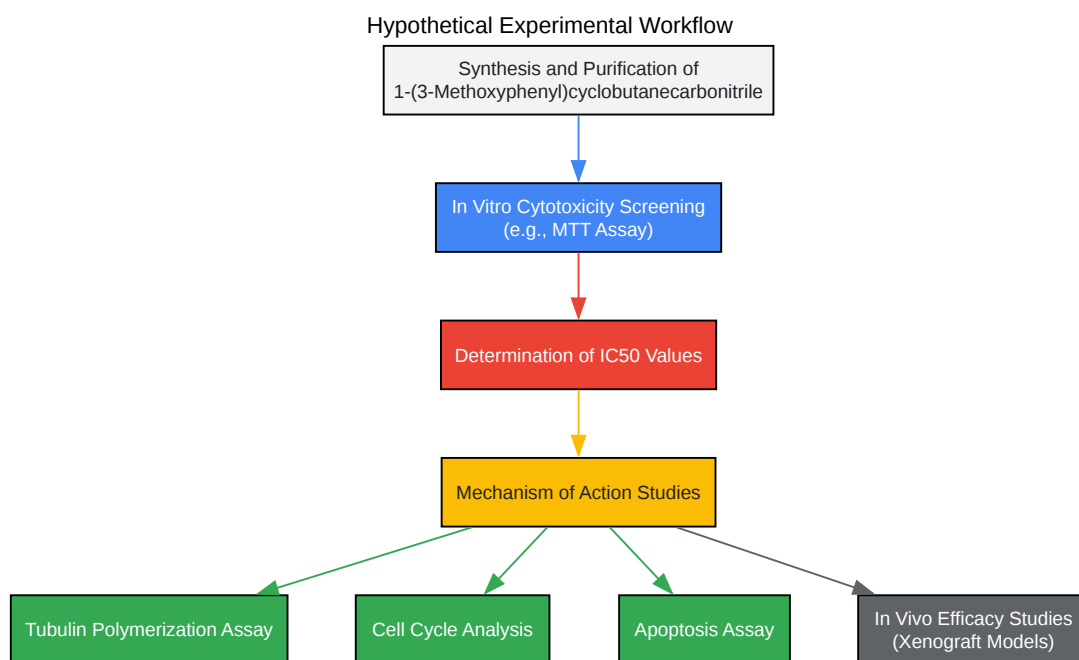 Hypothetical Experimental Workflow
Synthesis and Purification of
1-(3-Methoxyphenyl)cyclobutanecarbonitrile
In Vitro Cytotoxicity Screening
(e.g., MTT Assay)
Determination of IC50 Values
Mechanism of Action Studies
Tubulin Polymerization Assay
Cell Cycle Analysis
Apoptosis Assay
In Vivo Efficacy Studies
(Xenograft Models)